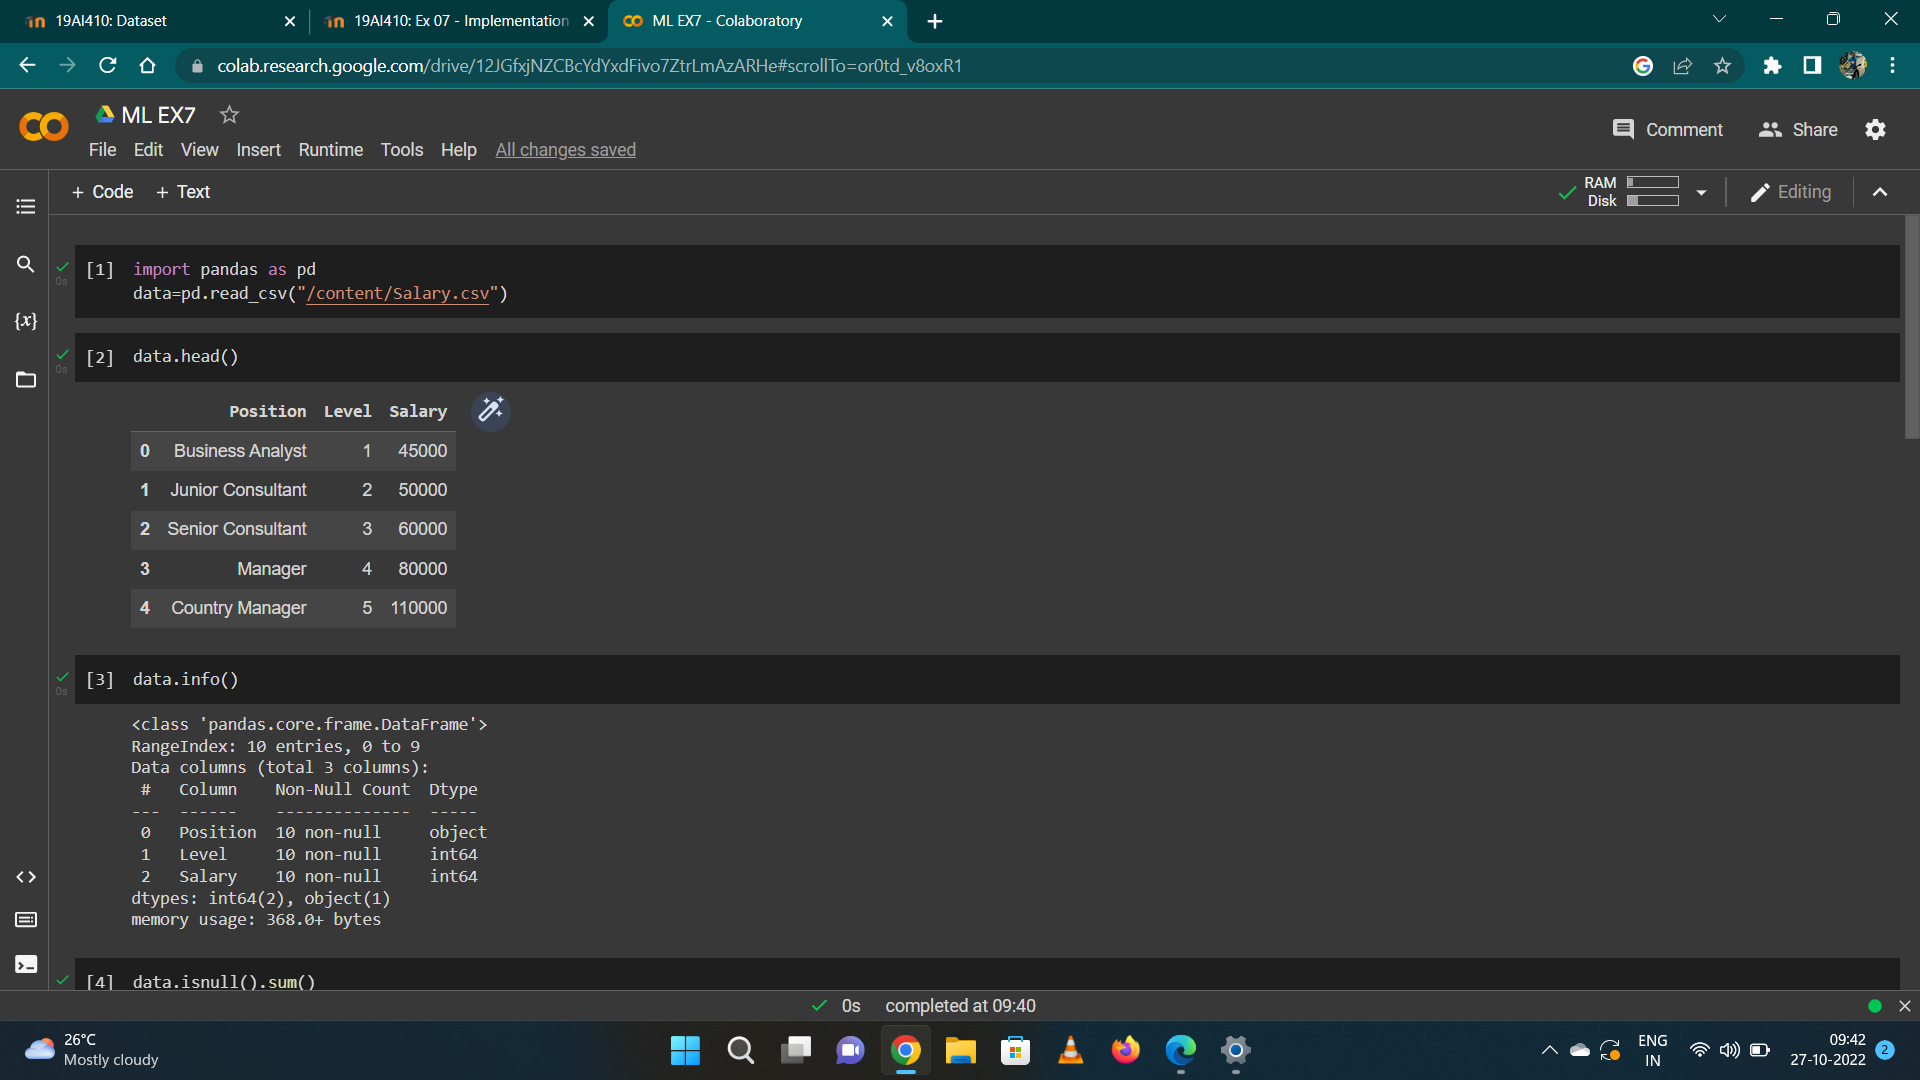 19AI410: Dataset
19AI410: Ex 07 - Implementation
ML EX7 - Colaboratory
colab.research.google.com/drive/12JGfxjNZCBcYdYxdFivo7ZtrLmAzARHe#scrollTo=or0td_v8oxR1
ML EX7
Comment
Share
File Edit View Insert Runtime Tools Help All changes saved
+ Code + Text
RAM
Disk
Editing
[1] import pandas as pd
data=pd.read_csv("/content/Salary.csv")
0s
[2] data.head()
0s
Position Level Salary
0 Business Analyst 1 45000
1 Junior Consultant 2 50000
2 Senior Consultant 3 60000
3 Manager 4 80000
4 Country Manager 5 110000
[3] data.info()
0s
<class 'pandas.core.frame.DataFrame'>
RangeIndex: 10 entries, 0 to 9
Data columns (total 3 columns):
# Column Non-Null Count Dtype
--- ------ -------------- -----
0 Position 10 non-null object
1 Level 10 non-null int64
2 Salary 10 non-null int64
dtypes: int64(2), object(1)
memory usage: 368.0+ bytes
[4] data.isnull().sum()
0s completed at 09:40
26°C
Mostly cloudy
ENG
IN
09:42
27-10-2022
2